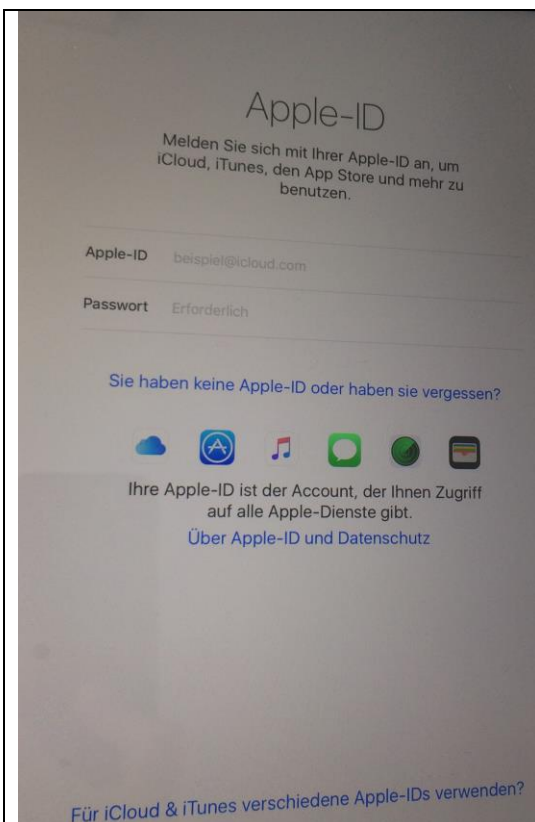 Apple-ID
Melden Sie sich mit Ihrer Apple-ID an, um
iCloud, iTunes, den App Store und mehr zu
benutzen.
Apple-ID beispiel@icloud.com
Passwort Erforderlich
Sie haben keine Apple-ID oder haben sie vergessen?
Ihre Apple-ID ist der Account, der Ihnen Zugriff
auf alle Apple-Dienste gibt.
Über Apple-ID und Datenschutz
Für iCloud & iTunes verschiedene Apple-IDs verwenden?